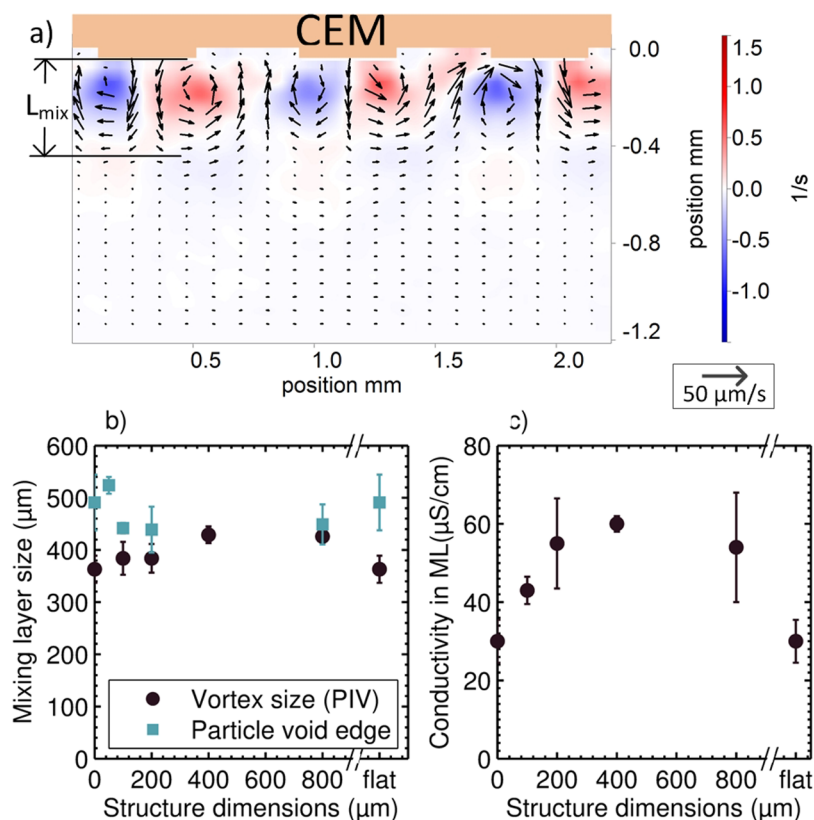 a)
CEM
L mix
0.0
-0.4
-0.8
-1.2
position mm
0.5
1.0
1.5
2.0
position mm
1.5
1.0
0.5
0.0
-0.5
-1.0
1/s
50 µm/s
b)
600
500
400
300
200
100
0
Mixing layer size (µm)
Vortex size (PIV)
Particle void edge
0 200 400 600 800 flat
Structure dimensions (µm)
c)
80
60
40
20
0
Conductivity in ML(µS/cm)
0 200 400 600 800 flat
Structure dimensions (µm)